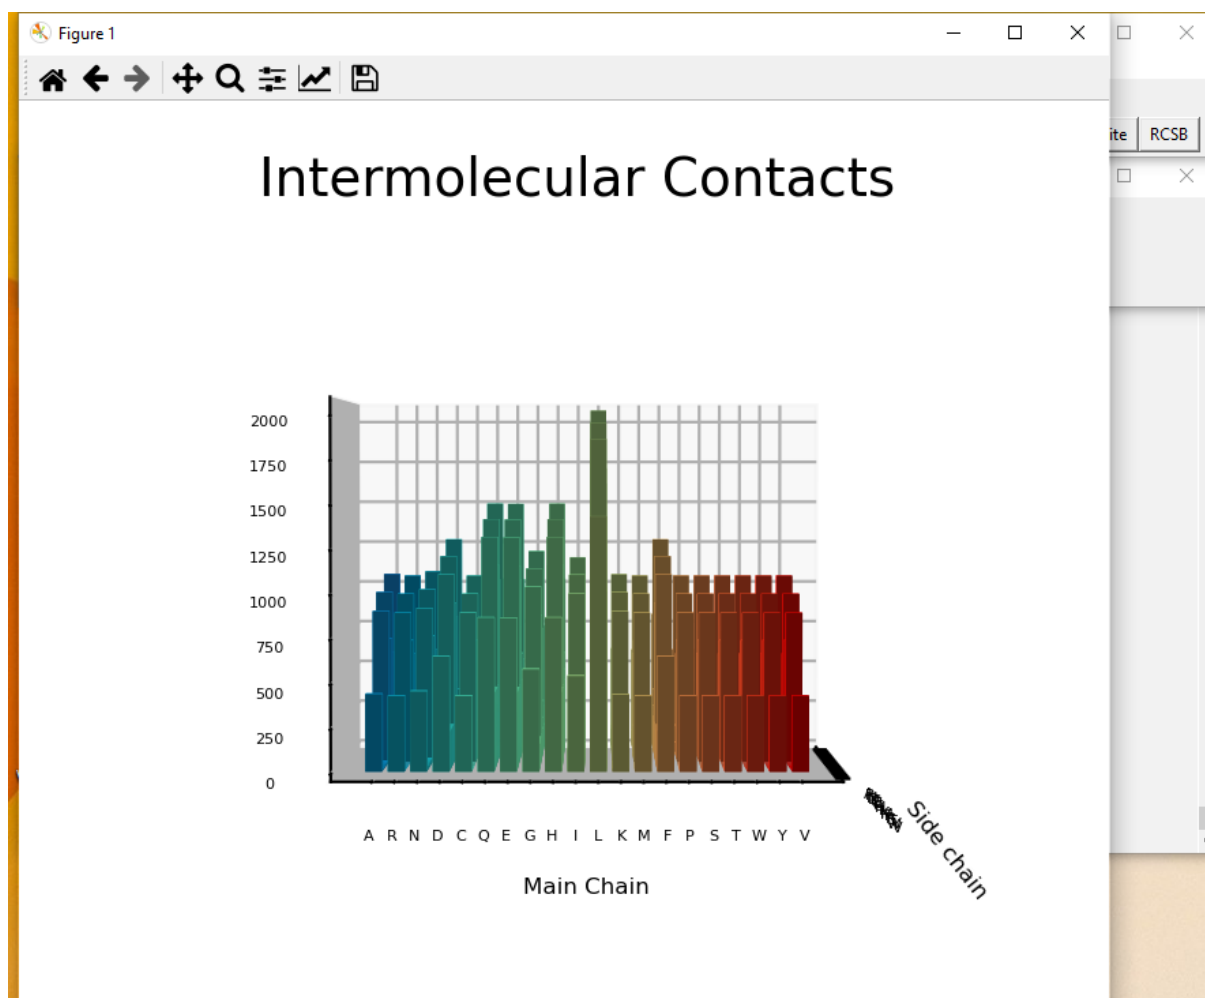 Figure 1
ite RCSB
Intermolecular Contacts
2000
1750
1500
1250
1000
750
500
250
0
A R N D C Q E G H I L K M F P S T W Y V
Side chain
Main Chain